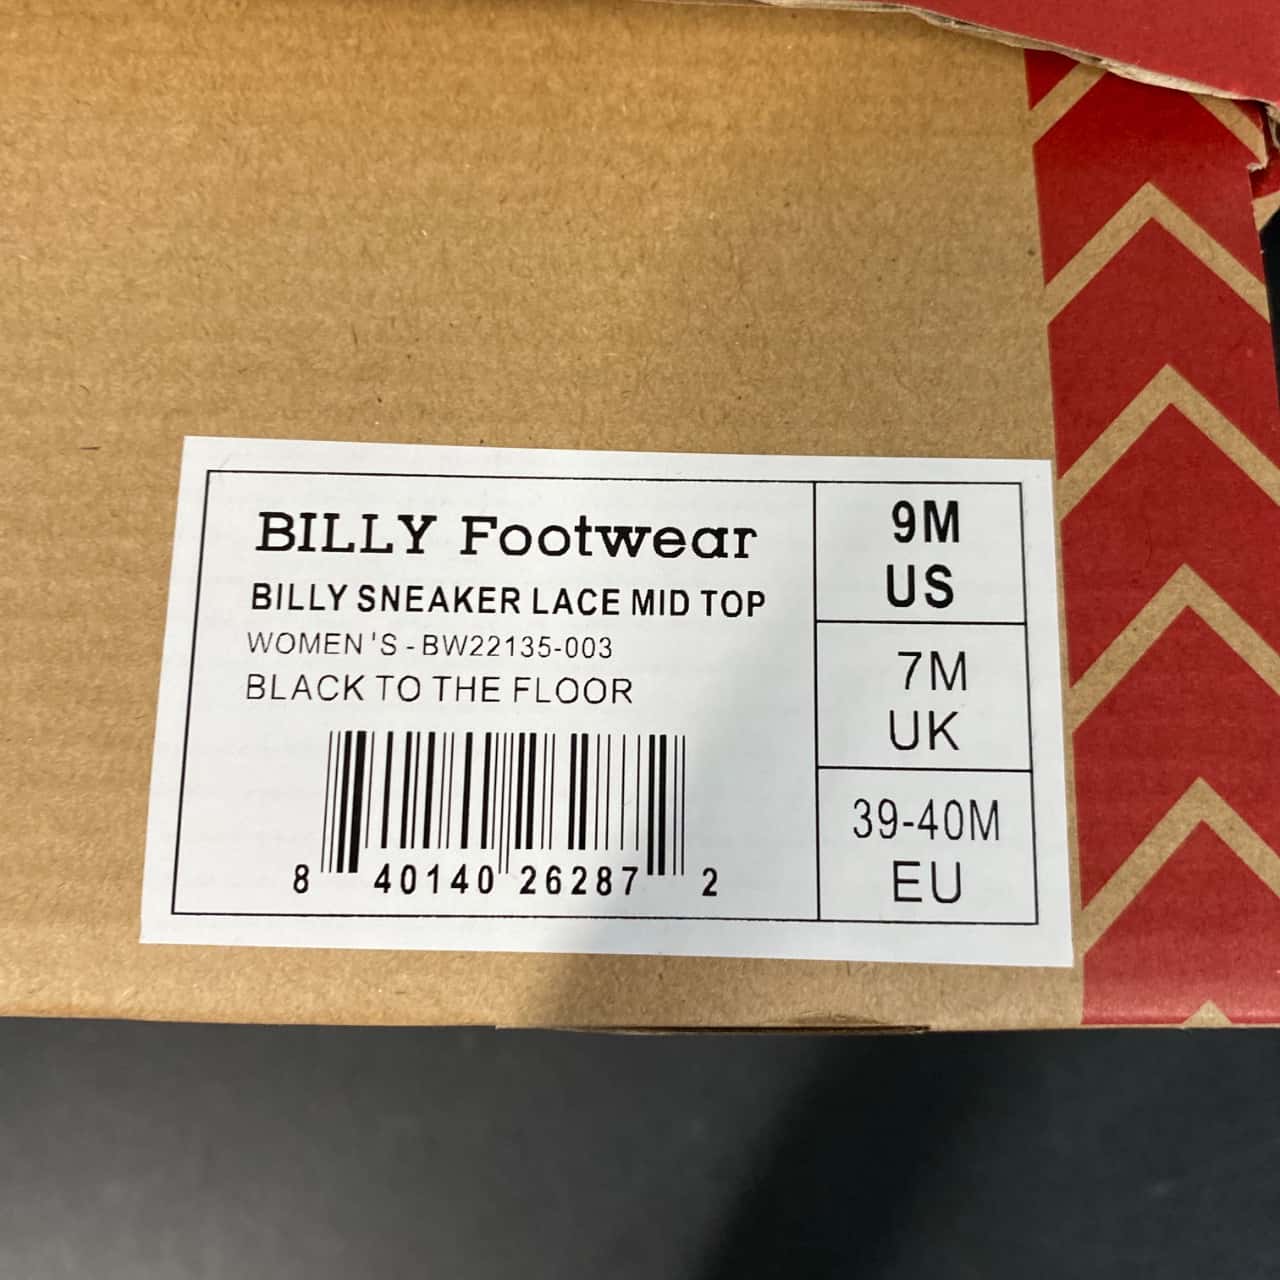 BILLY Footwear
BILLY SNEAKER LACE MID TOP
WOMEN'S-BW22135-003
BLACK TO THE FLOOR
8 40140 26287 2
9M
US
7M
UK
39-40M
EU